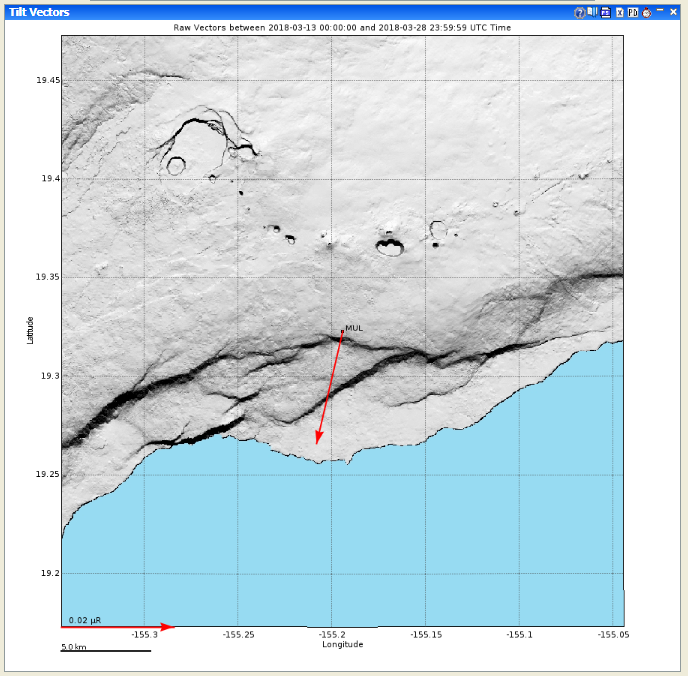 Tilt Vectors
Raw Vectors between 2018-03-13 00:00:00 and 2018-03-28 23:59:59 UTC Time
19.45
19.4
19.35
MUL
Latitude
19.3
19.25
19.2
0.02 µR
-155.3 -155.25 -155.2 -155.15 -155.1 -155.05
Longitude
5.0 km